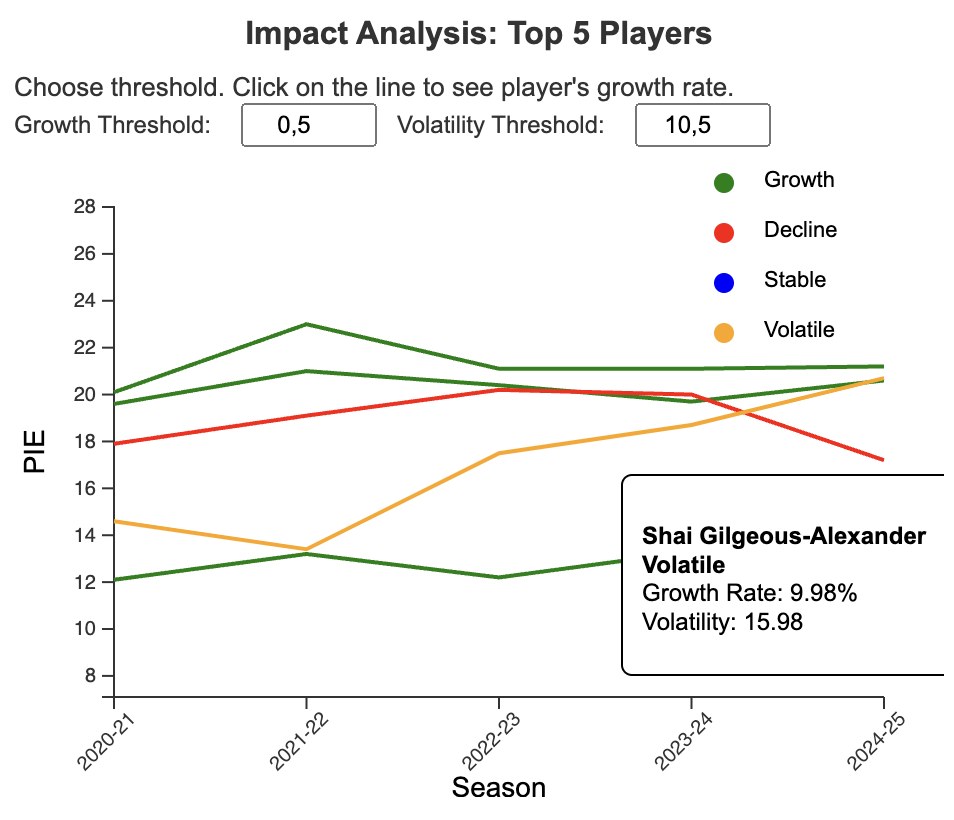 Impact Analysis: Top 5 Players
Choose threshold. Click on the line to see player's growth rate.
Growth Threshold: 0,5 Volatility Threshold: 10,5
Growth
Decline
Stable
Volatile
28
26
24
22
20
18
16
14
12
10
8
PIE
Shai Gilgeous-Alexander
Volatile
Growth Rate: 9.98%
Volatility: 15.98
2020-21
2021-22
2022-23
2023-24
2024-25
Season